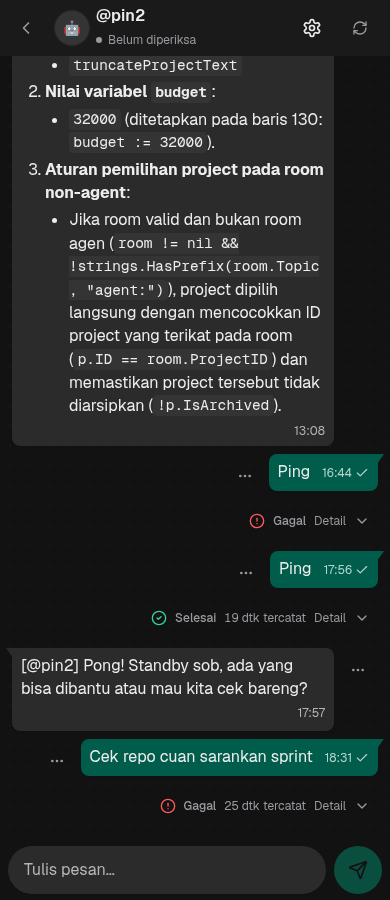 @pin2
Belum diperiksa
• truncateProjectText
2. Nilai variabel budget:
• 32000 (ditetapkan pada baris 130:
budget := 32000).
3. Aturan pemilihan project pada room
non-agent:
• Jika room valid dan bukan room
agen (room != nil &&
!strings.HasPrefix(room.Topic
, "agent:")), project dipilih
langsung dengan mencocokkan ID
project yang terikat pada room
(p.ID == room.ProjectID) dan
memastikan project tersebut tidak
diarsipkan (!p.IsArchived).
13:08
Ping 16:44
Gagal Detail
Ping 17:56
Selesai 19 dtk tercatat Detail
[@pin2] Pong! Standby sob, ada yang
bisa dibantu atau mau kita cek bareng?
17:57
Cek repo cuan sarankan sprint 18:31
Gagal 25 dtk tercatat Detail
Tulis pesan...